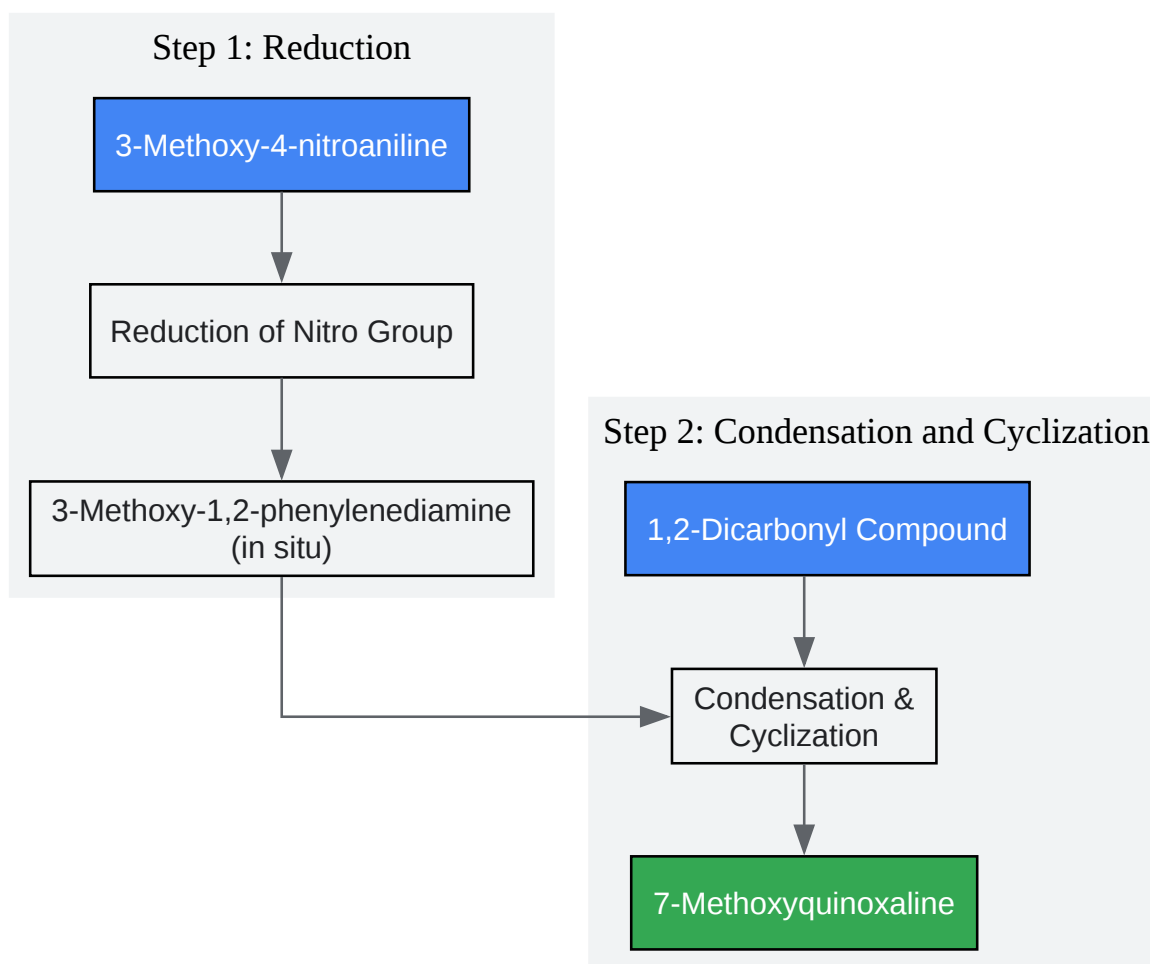 Step 1: Reduction
3-Methoxy-4-nitroaniline
Reduction of Nitro Group
3-Methoxy-1,2-phenylenediamine
(in situ)
Step 2: Condensation and Cyclization
1,2-Dicarbonyl Compound
Condensation &
Cyclization
7-Methoxyquinoxaline